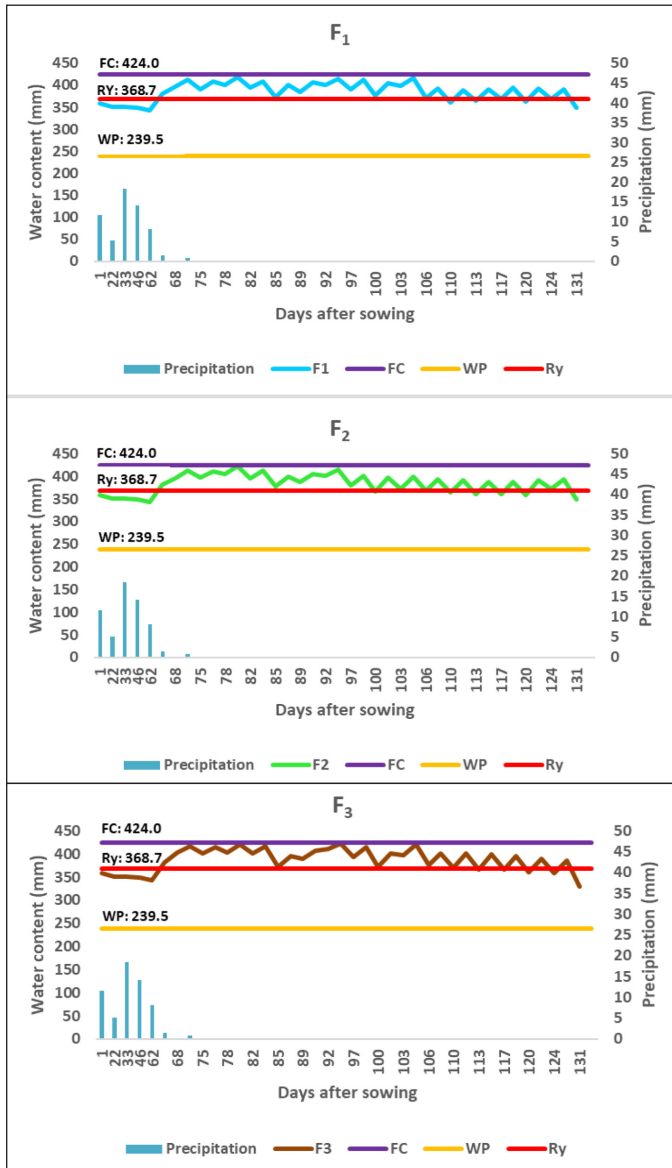 F₁
FC: 424.0
RY: 368.7
WP: 239.5
Water content (mm)
450
400
350
300
250
200
150
100
50
0
Precipitation (mm)
50
45
40
35
30
25
20
15
10
5
0
1 22 33 46 62 68 75 78 82 85 92 97 100 103 106 110 113 117 120 124 131
Days after sowing
Precipitation F1 FC WP Ry
F₂
FC: 424.0
Ry: 368.7
WP: 239.5
Water content (mm)
450
400
350
300
250
200
150
100
50
0
Precipitation (mm)
50
45
40
35
30
25
20
15
10
5
0
1 22 33 46 62 68 75 78 82 85 89 92 97 100 103 106 110 113 117 120 124 131
Days after sowing
Precipitation F2 FC WP Ry
F₃
FC: 424.0
Ry: 368.7
WP: 239.5
Water content (mm)
450
400
350
300
250
200
150
100
50
0
Precipitation (mm)
50
45
40
35
30
25
20
15
10
5
0
1 22 33 46 62 68 75 78 82 85 89 92 97 100 103 106 110 113 117 120 124 131
Days after sowing
Precipitation F3 FC WP Ry